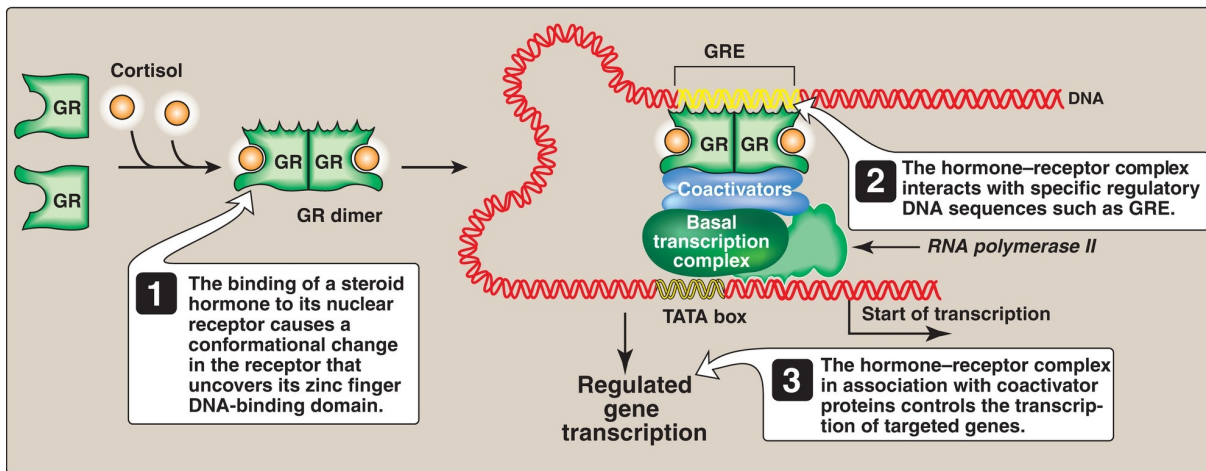 Cortisol
GR
GR
GR GR
GR dimer
1
The binding of a steroid
hormone to its nuclear
receptor causes a
conformational change
in the receptor that
uncovers its zinc finger
DNA-binding domain.
GRE
DNA
GR GR
Coactivators
Basal
transcription
complex
2
The hormone–receptor complex
interacts with specific regulatory
DNA sequences such as GRE.
RNA polymerase II
TATA box
Start of transcription
Regulated
gene
transcription
3
The hormone–receptor complex
in association with coactivator
proteins controls the transcrip-
tion of targeted genes.